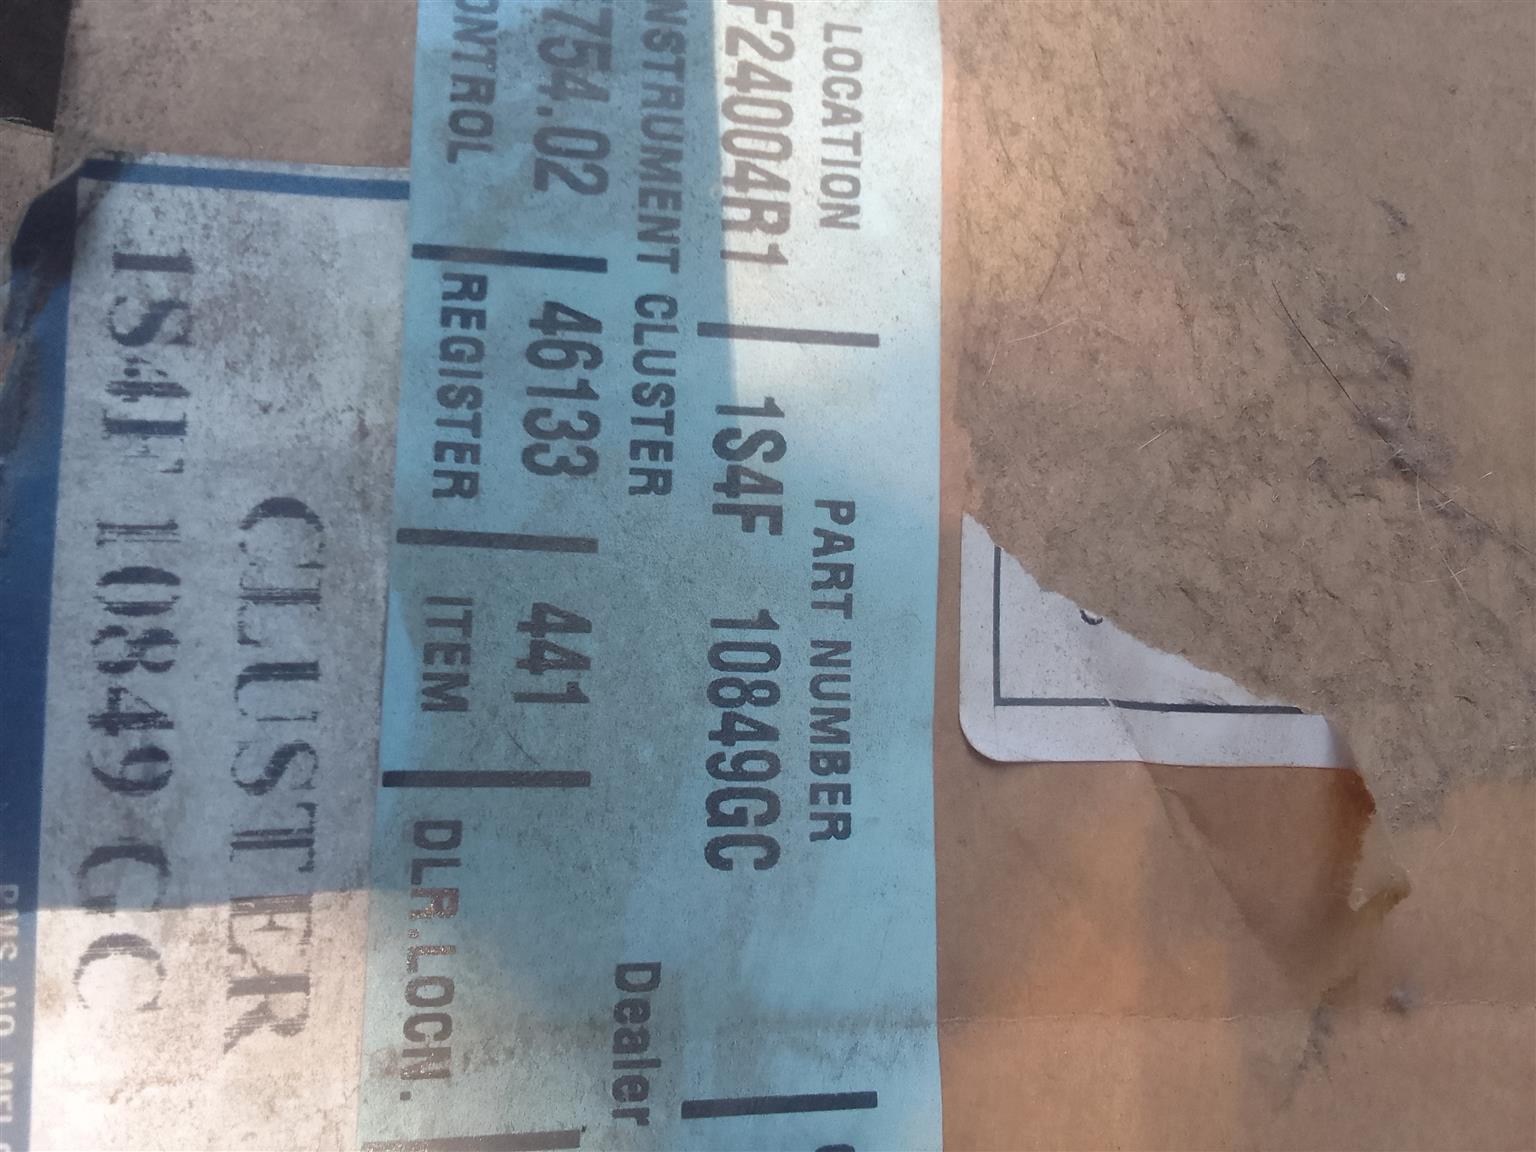 LOCATION PART NUMBER
F24004R1 1S4F 10849GC
INSTRUMENT CLUSTER Dealer
754.02 46133 441
CONTROL REGISTER ITEM DLR.LOCN.
CLUSTER
1S4F 10849 GC